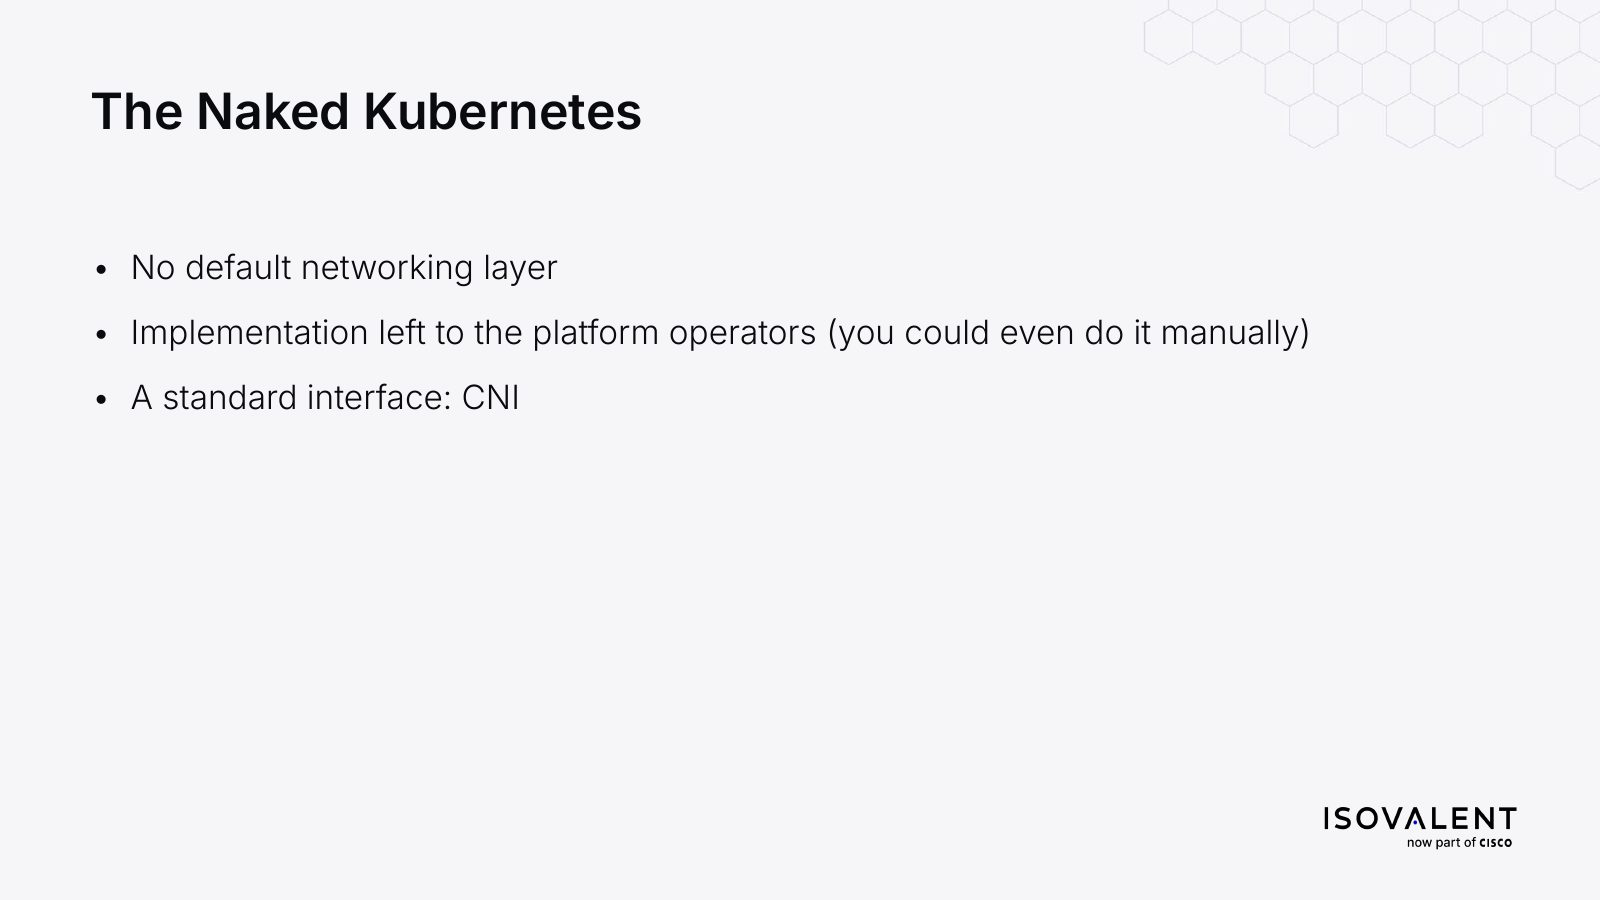 The Naked Kubernetes
• No default networking layer
• Implementation left to the platform operators (you could even do it manually)
• A standard interface: CNI
ISOVALENT
now part of CISCO